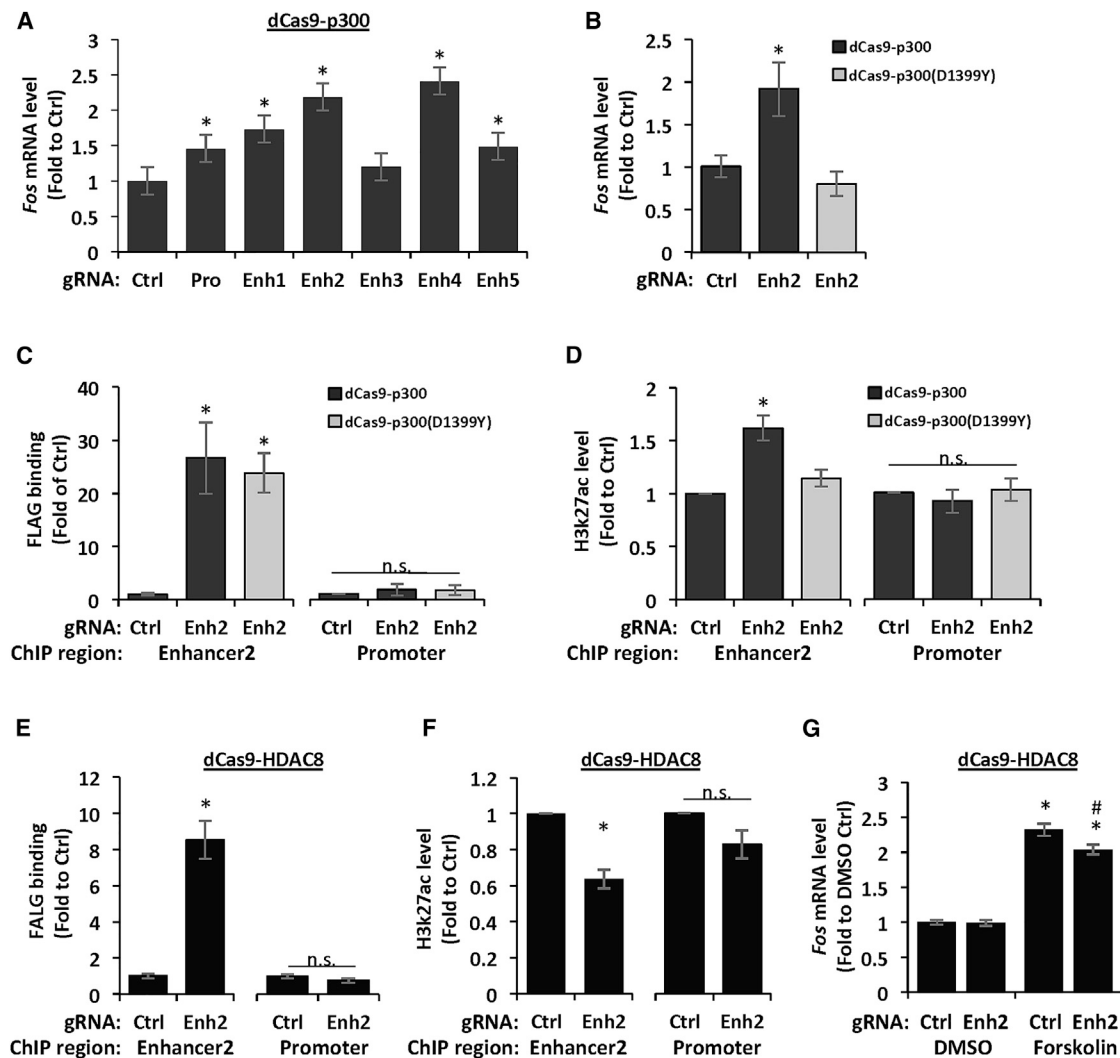 A
dCas9-p300
Fos mRNA level
(Fold to Ctrl)
3
2.5
2
1.5
1
0.5
0
*
*
*
*
*
gRNA: Ctrl Pro Enh1 Enh2 Enh3 Enh4 Enh5
B
Fos mRNA level
(Fold to Ctrl)
2.5
2
1.5
1
0.5
0
*
dCas9-p300
dCas9-p300(D1399Y)
gRNA: Ctrl Enh2 Enh2
C
FLAG binding
(Fold of Ctrl)
40
30
20
10
0
*
*
n.s.
dCas9-p300
dCas9-p300(D1399Y)
gRNA: Ctrl Enh2 Enh2 Ctrl Enh2 Enh2
ChIP region: Enhancer2 Promoter
D
H3k27ac level
(Fold to Ctrl)
2
1.5
1
0.5
0
*
n.s.
dCas9-p300
dCas9-p300(D1399Y)
gRNA: Ctrl Enh2 Enh2 Ctrl Enh2 Enh2
ChIP region: Enhancer2 Promoter
E
dCas9-HDAC8
FALG binding
(Fold to Ctrl)
12
10
8
6
4
2
0
*
n.s.
gRNA: Ctrl Enh2 Ctrl Enh2
ChIP region: Enhancer2 Promoter
F
dCas9-HDAC8
H3k27ac level
(Fold to Ctrl)
1.2
1
0.8
0.6
0.4
0.2
0
*
n.s.
gRNA: Ctrl Enh2 Ctrl Enh2
ChIP region: Enhancer2 Promoter
G
dCas9-HDAC8
Fos mRNA level
(Fold to DMSO Ctrl)
3
2.5
2
1.5
1
0.5
0
*
#
*
gRNA: Ctrl Enh2 Ctrl Enh2
DMSO Forskolin